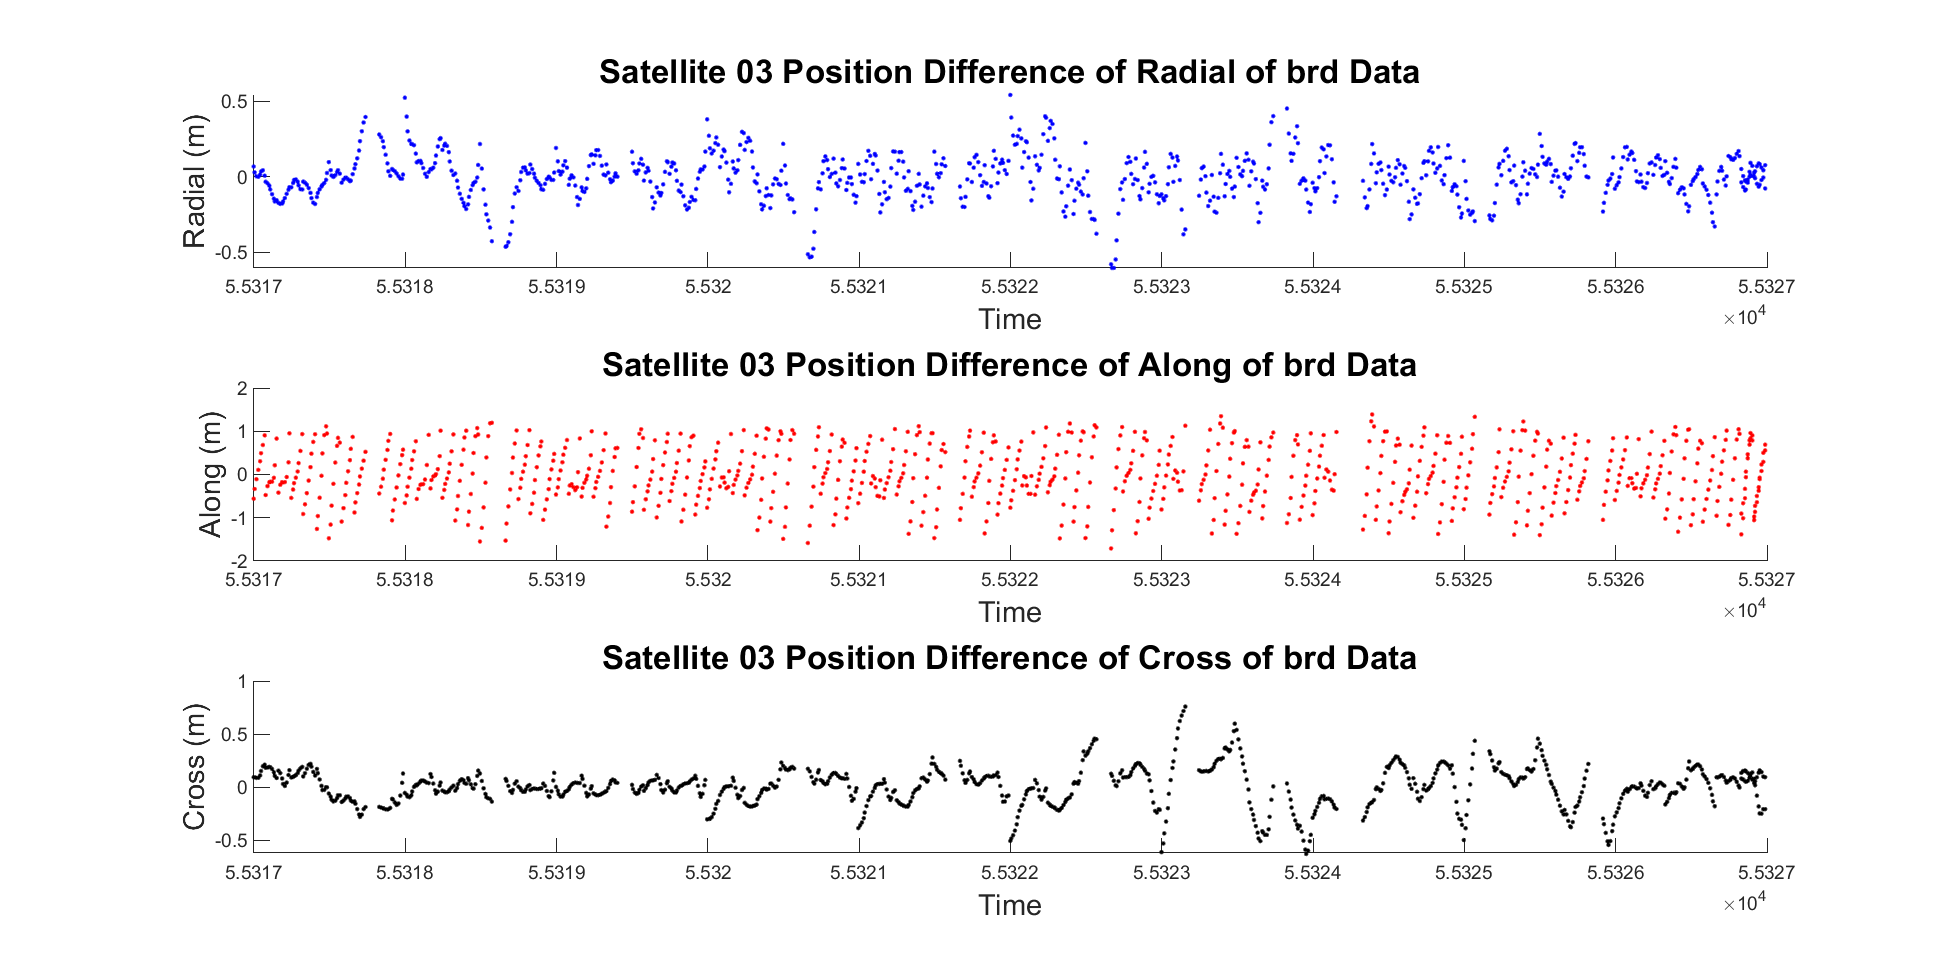 Satellite 03 Position Difference of Radial of brd Data
Radial (m)
0.5
0
-0.5
5.5317 5.5318 5.5319 5.532 5.5321 5.5322 5.5323 5.5324 5.5325 5.5326 5.5327
Time
×10^4
Satellite 03 Position Difference of Along of brd Data
Along (m)
2
1
0
-1
-2
5.5317 5.5318 5.5319 5.532 5.5321 5.5322 5.5323 5.5324 5.5325 5.5326 5.5327
Time
×10^4
Satellite 03 Position Difference of Cross of brd Data
Cross (m)
1
0.5
0
-0.5
5.5317 5.5318 5.5319 5.532 5.5321 5.5322 5.5323 5.5324 5.5325 5.5326 5.5327
Time
×10^4